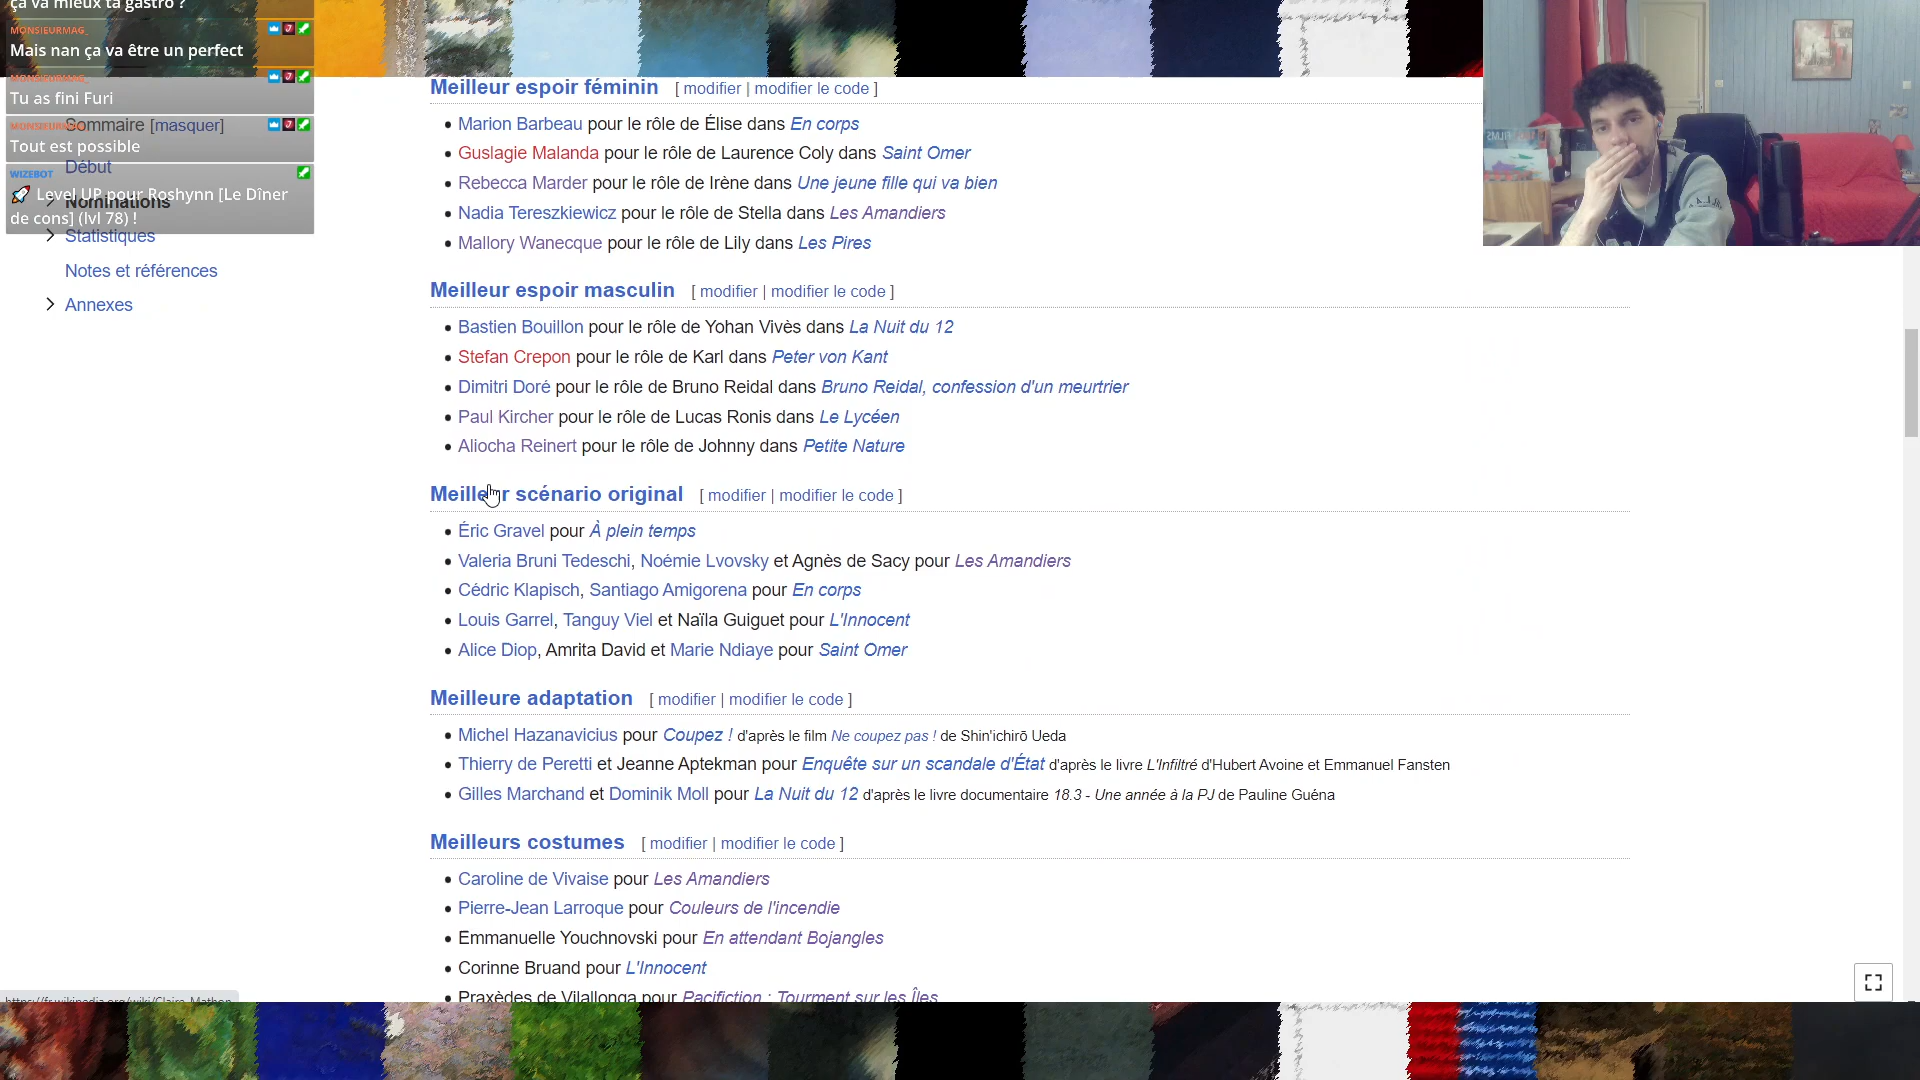 ça va mieux ta gastro ?
MONSIEURMAG_
Mais nan ça va être un perfect
MONSIEURMAG_
Tu as fini Furi
MONSIEURMAG_
Tout est possible
WIZEBOT
🚀 Level UP pour Roshynn [Le Dîner
de cons] (lvl 78) !
Sommaire [masquer]
Début
Nominations
Statistiques
Notes et références
Annexes
Meilleur espoir féminin [ modifier | modifier le code ]
Marion Barbeau pour le rôle de Élise dans En corps
Guslagie Malanda pour le rôle de Laurence Coly dans Saint Omer
Rebecca Marder pour le rôle de Irène dans Une jeune fille qui va bien
Nadia Tereszkiewicz pour le rôle de Stella dans Les Amandiers
Mallory Wanecque pour le rôle de Lily dans Les Pires
Meilleur espoir masculin [ modifier | modifier le code ]
Bastien Bouillon pour le rôle de Yohan Vivès dans La Nuit du 12
Stefan Crepon pour le rôle de Karl dans Peter von Kant
Dimitri Doré pour le rôle de Bruno Reidal dans Bruno Reidal, confession d'un meurtrier
Paul Kircher pour le rôle de Lucas Ronis dans Le Lycéen
Aliocha Reinert pour le rôle de Johnny dans Petite Nature
Meilleur scénario original [ modifier | modifier le code ]
Éric Gravel pour À plein temps
Valeria Bruni Tedeschi, Noémie Lvovsky et Agnès de Sacy pour Les Amandiers
Cédric Klapisch, Santiago Amigorena pour En corps
Louis Garrel, Tanguy Viel et Naïla Guiguet pour L'Innocent
Alice Diop, Amrita David et Marie Ndiaye pour Saint Omer
Meilleure adaptation [ modifier | modifier le code ]
Michel Hazanavicius pour Coupez ! d'après le film Ne coupez pas ! de Shin'ichirō Ueda
Thierry de Peretti et Jeanne Aptekman pour Enquête sur un scandale d'État d'après le livre L'Infiltré d'Hubert Avoine et Emmanuel Fansten
Gilles Marchand et Dominik Moll pour La Nuit du 12 d'après le livre documentaire 18.3 - Une année à la PJ de Pauline Guéna
Meilleurs costumes [ modifier | modifier le code ]
Caroline de Vivaise pour Les Amandiers
Pierre-Jean Larroque pour Couleurs de l'incendie
Emmanuelle Youchnovski pour En attendant Bojangles
Corinne Bruand pour L'Innocent
Praxèdes de Vilallonga pour Pacifiction : Tourment sur les Îles
https://fr.wikipedia.org/wiki/Claire_Mathon